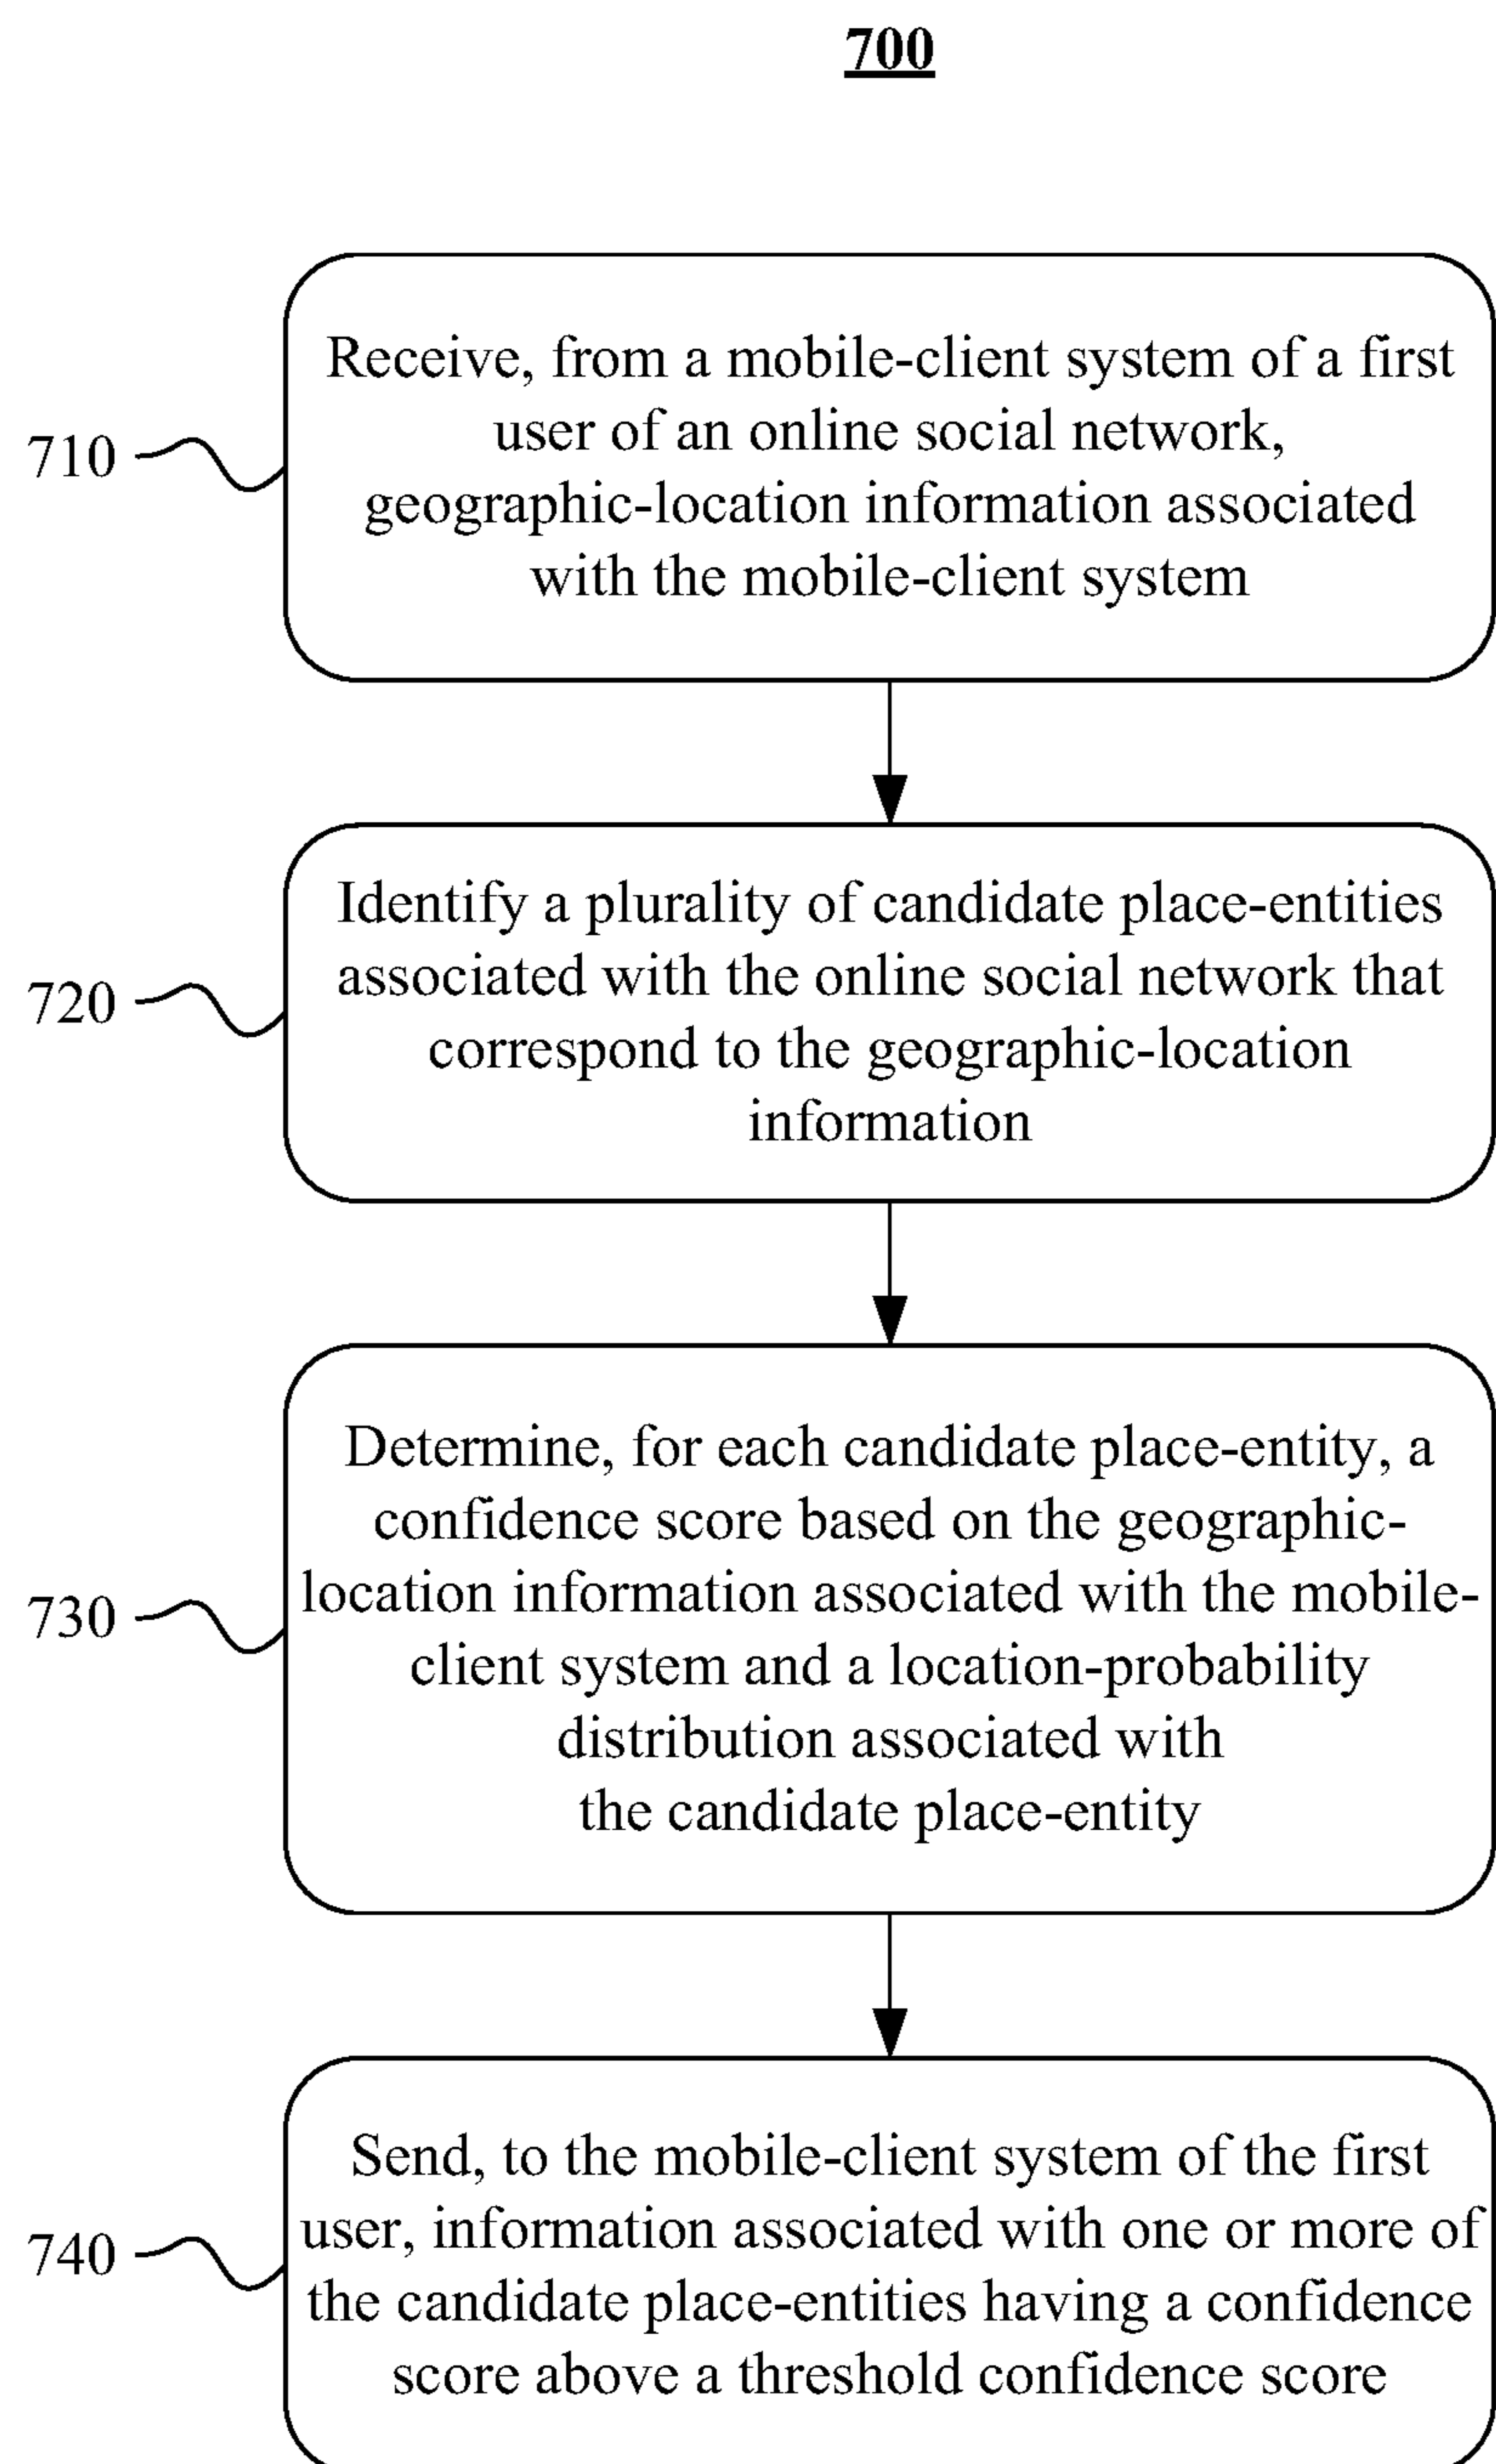 700
Receive, from a mobile-client system of a first
user of an online social network,
geographic-location information associated
with the mobile-client system
710
Identify a plurality of candidate place-entities
associated with the online social network that
correspond to the geographic-location
information
720
Determine, for each candidate place-entity, a
confidence score based on the geographic-
location information associated with the mobile-
client system and a location-probability
distribution associated with
the candidate place-entity
730
Send, to the mobile-client system of the first
user, information associated with one or more of
the candidate place-entities having a confidence
score above a threshold confidence score
740